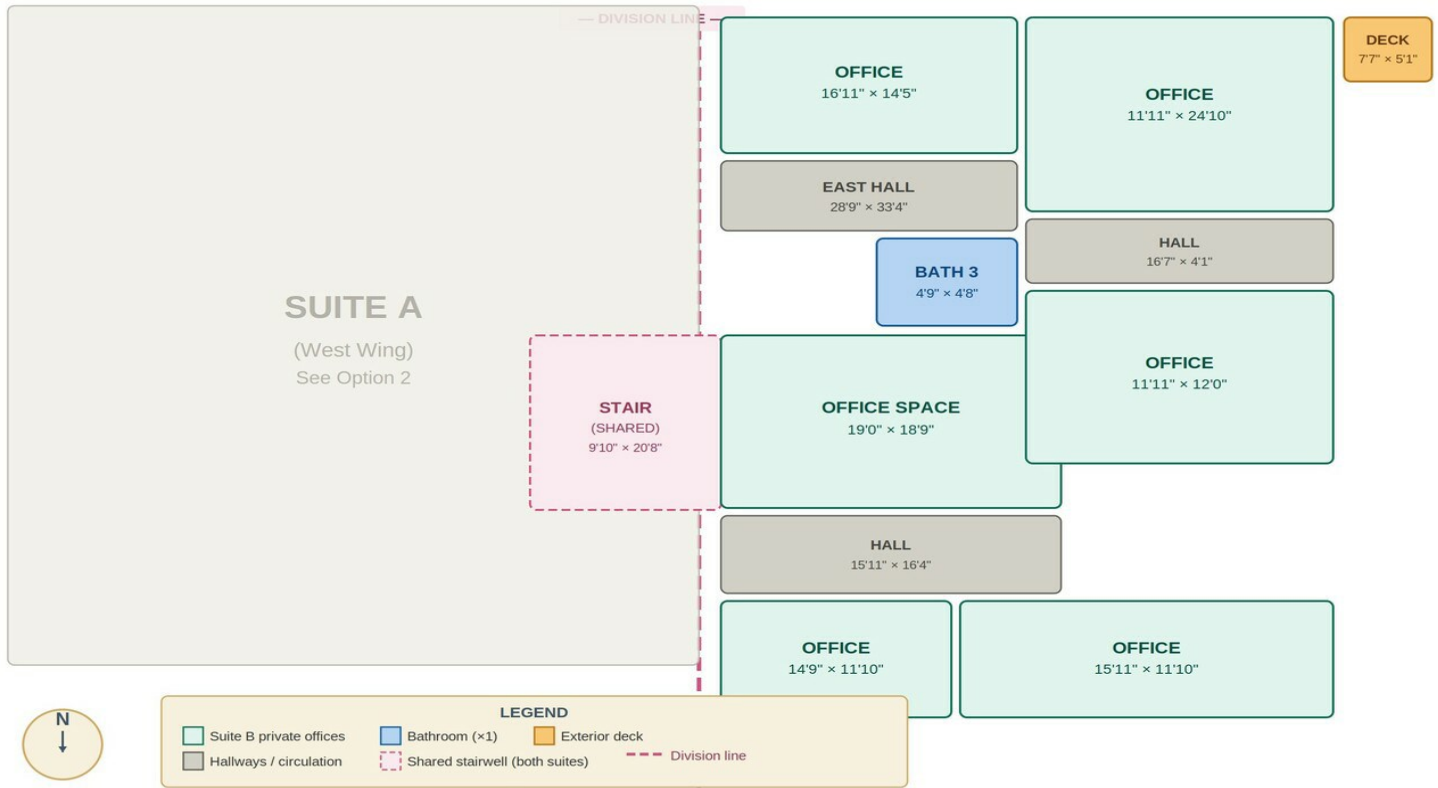 — DIVISION LINE —
SUITE A
(West Wing)
See Option 2
OFFICE
16'11" × 14'5"
OFFICE
11'11" × 24'10"
DECK
7'7" × 5'1"
EAST HALL
28'9" × 33'4"
HALL
16'7" × 4'1"
BATH 3
4'9" × 4'8"
STAIR
(SHARED)
9'10" × 20'8"
OFFICE SPACE
19'0" × 18'9"
OFFICE
11'11" × 12'0"
HALL
15'11" × 16'4"
OFFICE
14'9" × 11'10"
OFFICE
15'11" × 11'10"
N
LEGEND
Suite B private offices
Bathroom (×1)
Exterior deck
Hallways / circulation
Shared stairwell (both suites)
Division line